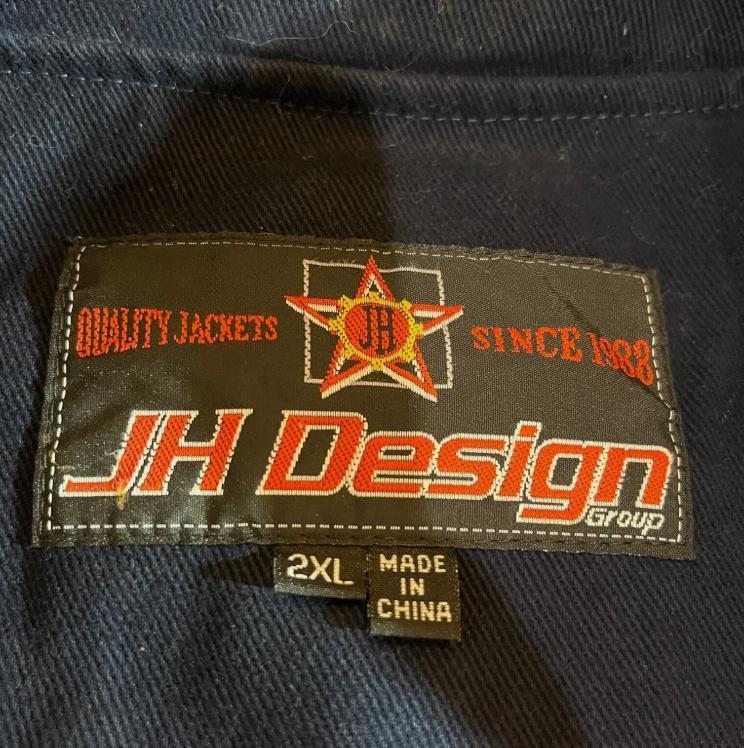 QUALITY JACKETS
JH
SINCE 1988
JH Design
Group
2XL
MADE
IN
CHINA